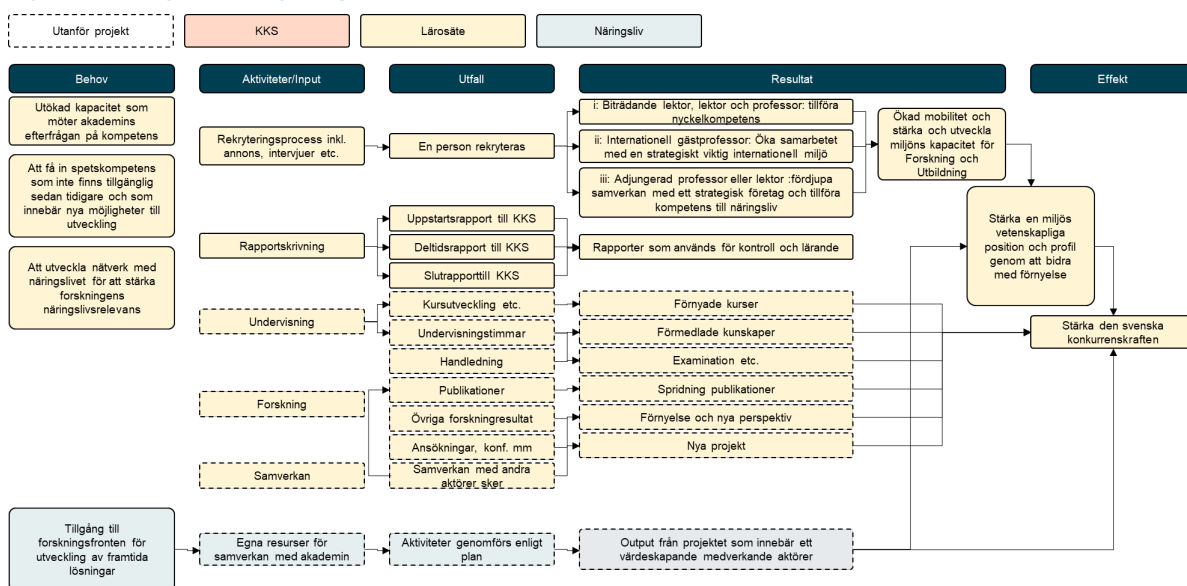 Utanför projekt
KKS
Lärosäte
Näringsliv
Behov
Aktiviteter/Input
Utfall
Resultat
Effekt
Utökad kapacitet som
möter akademins
efterfrågan på kompetens
Att få in spetskompetens
som inte finns tillgänglig
sedan tidigare och som
innebär nya möjligheter till
utveckling
Att utveckla nätverk med
näringslivet för att stärka
forskningens
näringslivsrelevans
Tillgång till
forskningsfronten för
utveckling av framtida
lösningar
Rekryteringsprocess inkl.
annons, intervjuer etc.
Rapportskrivning
Undervisning
Forskning
Samverkan
Egna resurser för
samverkan med akademin
En person rekryteras
Uppstartsrapport till KKS
Deltidsrapport till KKS
Slutrapporttill KKS
Kursutveckling etc.
Undervisningstimmar
Handledning
Publikationer
Övriga forskningresultat
Ansökningar, konf. mm
Samverkan med andra
aktörer sker
Aktiviteter genomförs enligt
plan
i: Biträdande lektor, lektor och professor: tillföra
nyckelkompetens
ii: Internationell gästprofessor: Öka samarbetet
med en strategiskt viktig internationell miljö
iii: Adjungerad professor eller lektor :fördjupa
samverkan med ett strategisk företag och tillföra
kompetens till näringsliv
Rapporter som används för kontroll och lärande
Förnyade kurser
Förmedlade kunskaper
Examination etc.
Spridning publikationer
Förnyelse och nya perspektiv
Nya projekt
Output från projektet som innebär ett
värdeskapande medverkande aktörer
Ökad mobilitet och
stärka och utveckla
miljöns kapacitet för
Forskning och
Utbildning
Stärka en miljös
vetenskapliga
position och profil
genom att bidra
med förnyelse
Stärka den svenska
konkurrenskraften